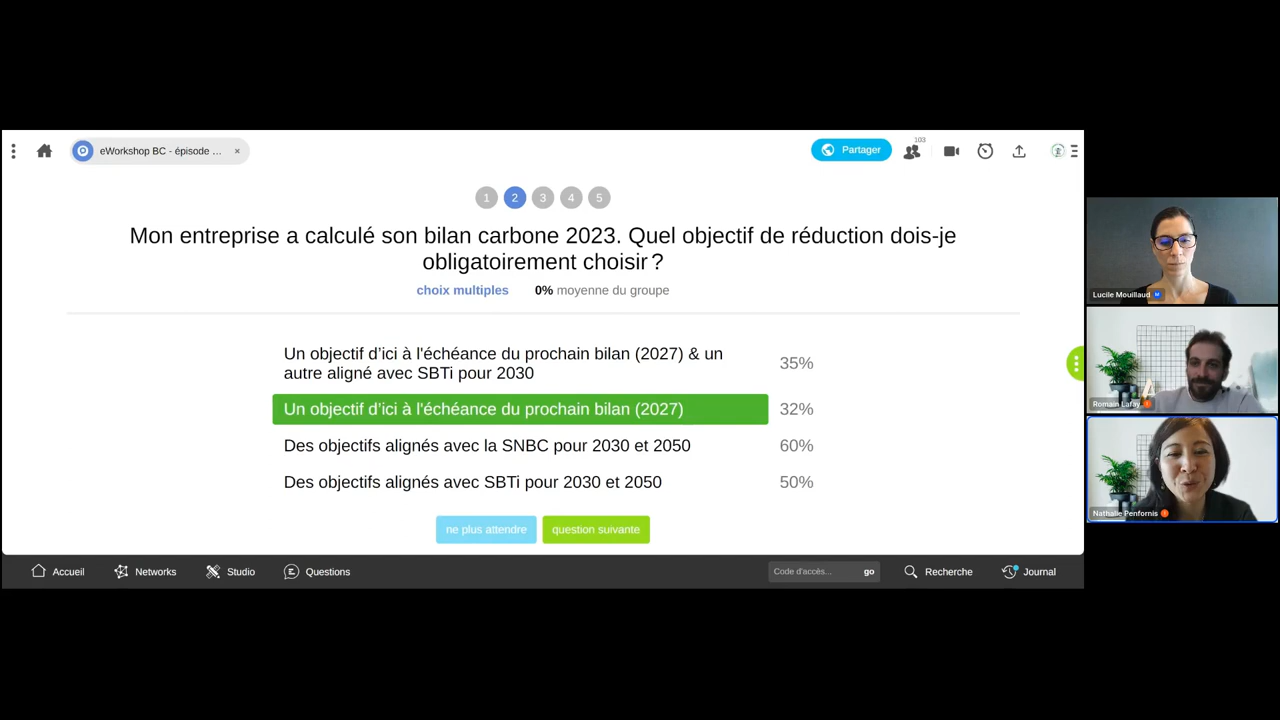 eWorkshop BC - épisode ...
×
Partager
103
1 2 3 4 5
Mon entreprise a calculé son bilan carbone 2023. Quel objectif de réduction dois-je
obligatoirement choisir ?
choix multiples 0% moyenne du groupe
Un objectif d'ici à l'échéance du prochain bilan (2027) & un
autre aligné avec SBTi pour 2030
35%
Un objectif d'ici à l'échéance du prochain bilan (2027) 32%
Des objectifs alignés avec la SNBC pour 2030 et 2050 60%
Des objectifs alignés avec SBTi pour 2030 et 2050 50%
ne plus attendre question suivante
Accueil Networks Studio Questions Code d'accès... go Recherche Journal
Lucile Mouillaud
Romain Lafay...
Nathalie Penfornis